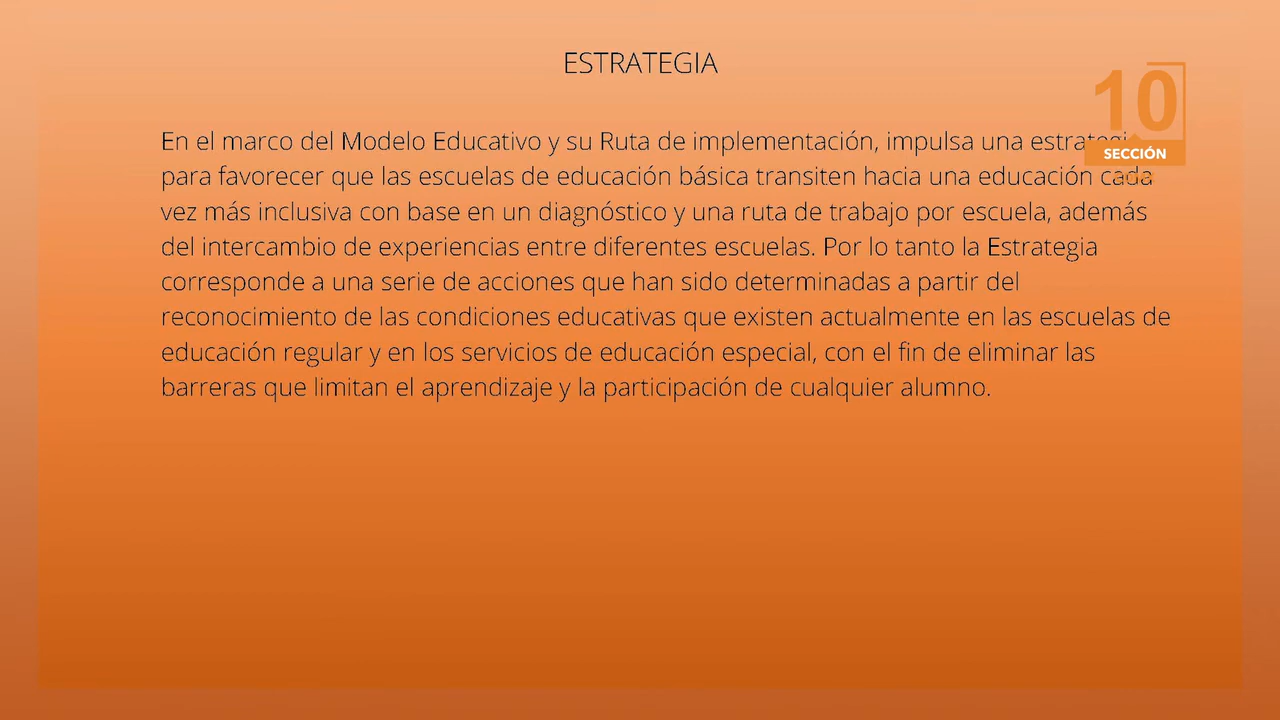 ESTRATEGIA
10
SECCIÓN
En el marco del Modelo Educativo y su Ruta de implementación, impulsa una
para favorecer que las escuelas de educación básica transiten hacia una educación cada
vez más inclusiva con base en un diagnóstico y una ruta de trabajo por escuela, además
del intercambio de experiencias entre diferentes escuelas. Por lo tanto la Estrategia
corresponde a una serie de acciones que han sido determinadas a partir del
reconocimiento de las condiciones educativas que existen actualmente en las escuelas de
educación regular y en los servicios de educación especial, con el fin de eliminar las
barreras que limitan el aprendizaje y la participación de cualquier alumno.